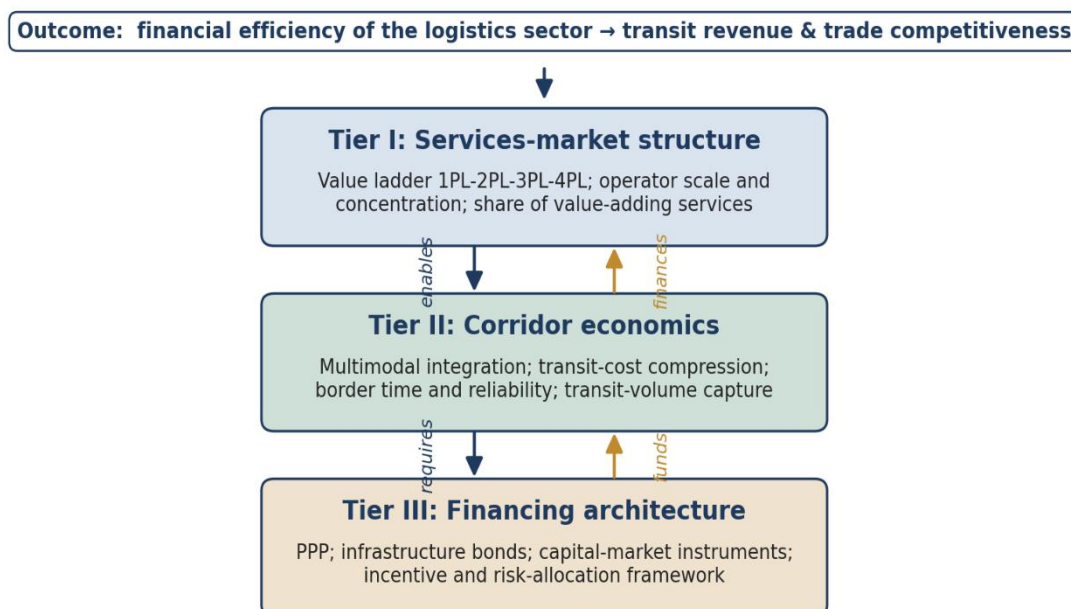 Outcome:  financial efficiency of the logistics sector → transit revenue & trade competitiveness
Tier I: Services-market structure
Value ladder 1PL-2PL-3PL-4PL; operator scale and
concentration; share of value-adding services
enables
finances
Tier II: Corridor economics
Multimodal integration; transit-cost compression;
border time and reliability; transit-volume capture
requires
funds
Tier III: Financing architecture
PPP; infrastructure bonds; capital-market instruments;
incentive and risk-allocation framework